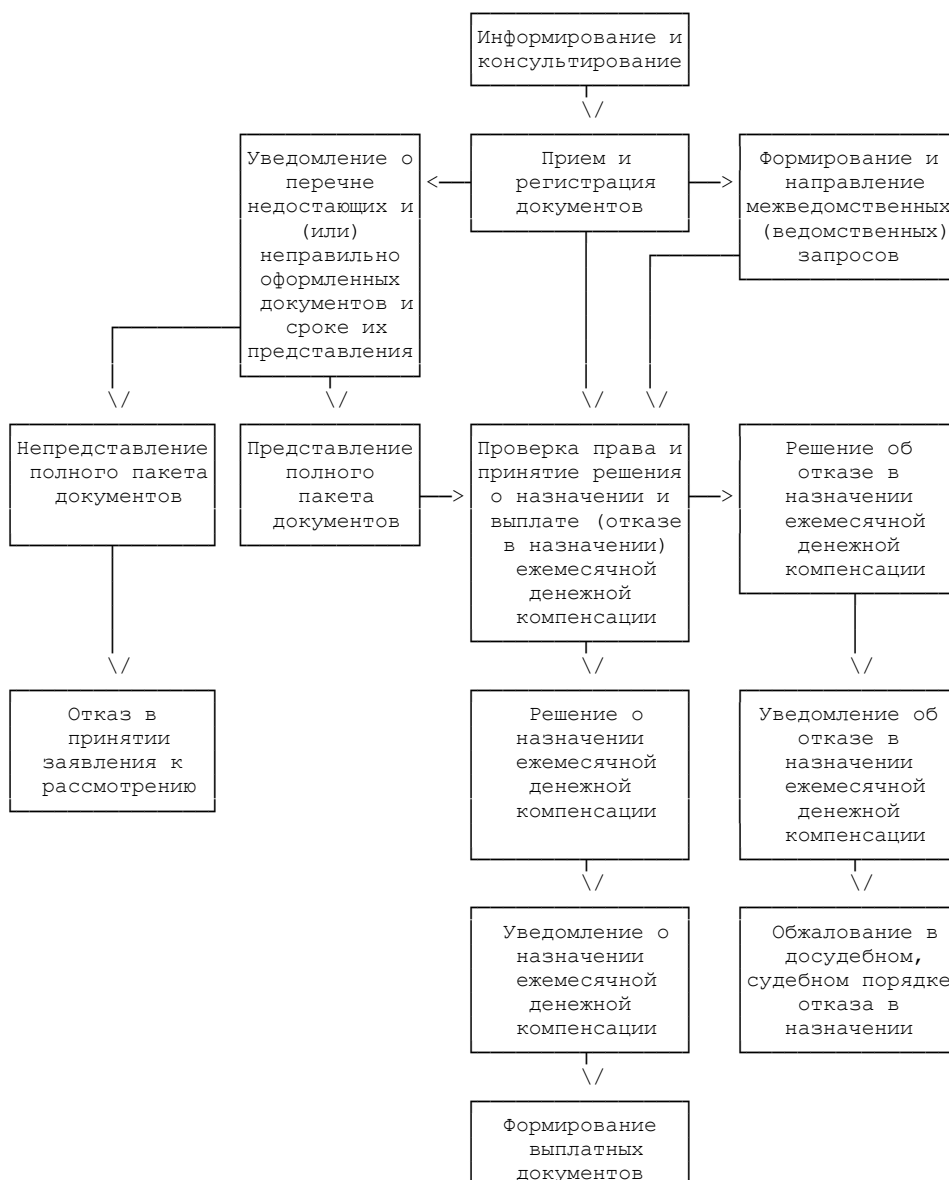 Информирование и
консультирование
Уведомление о
перечне
недостающих и
(или)
неправильно
оформленных
документов и
сроке их
представления
Прием и
регистрация
документов
Формирование и
направление
межведомственных
(ведомственных)
запросов
Непредставление
полного пакета
документов
Представление
полного
пакета
документов
Проверка права и
принятие решения
о назначении и
выплате (отказе
в назначении)
ежемесячной
денежной
компенсации
Решение об
отказе в
назначении
ежемесячной
денежной
компенсации
Отказ в
принятии
заявления к
рассмотрению
Решение о
назначении
ежемесячной
денежной
компенсации
Уведомление об
отказе в
назначении
ежемесячной
денежной
компенсации
Уведомление о
назначении
ежемесячной
денежной
компенсации
Обжалование в
досудебном,
судебном порядке
отказа в
назначении
Формирование
выплатных
документов